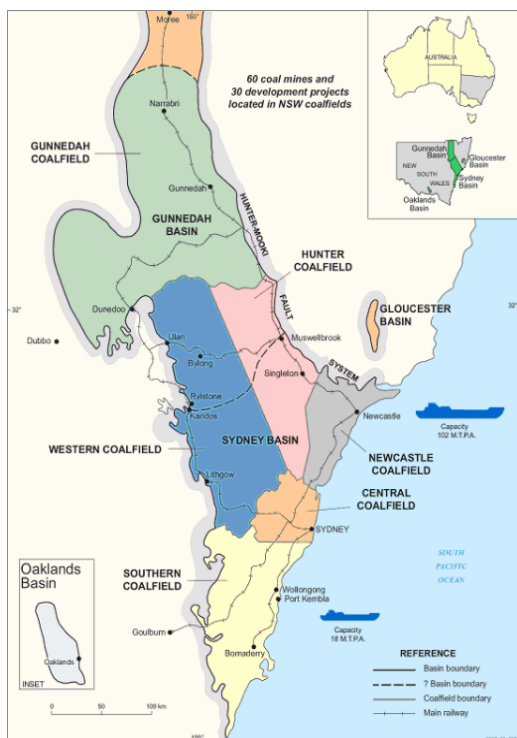 Moree
150°
60 coal mines and
30 development projects
located in NSW coalfields
AUSTRALIA
Gunnedah
Basin
Gloucester
Basin
NEW
SOUTH
WALES
Sydney
Basin
Oaklands
Basin
Narrabri
GUNNEDAH
COALFIELD
Gunnedah
GUNNEDAH
BASIN
HUNTER-MOOKI
FAULT
SYSTEM
HUNTER
COALFIELD
32°
32°
Dunedoo
GLOUCESTER
BASIN
Dubbo
Ulan
Muswellbrook
Bylong
Singleton
Rylstone
Kandos
Newcastle
Capacity
102 M.T.P.A.
SYDNEY BASIN
WESTERN COALFIELD
NEWCASTLE
COALFIELD
Lithgow
CENTRAL
COALFIELD
SYDNEY
SOUTH
PACIFIC
OCEAN
Oaklands
Basin
SOUTHERN
COALFIELD
Wollongong
Port Kembla
Goulburn
Capacity
18 M.T.P.A.
Bomaderry
Oaklands
INSET
REFERENCE
Basin boundary
? Basin boundary
Coalfield boundary
Main railway
0
50
100 km